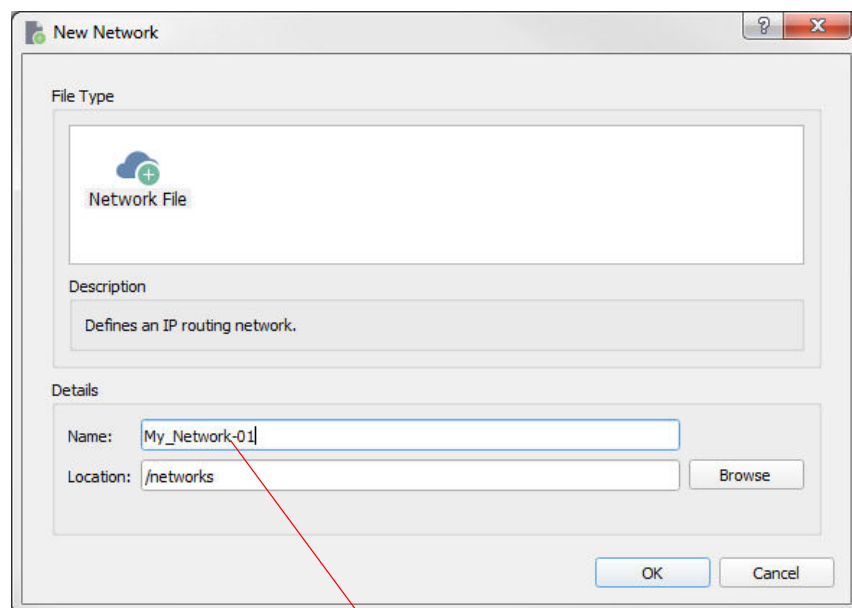 New Network
File Type
Network File
Description
Defines an IP routing network.
Details
Name: My_Network-01
Location: /networks Browse
OK Cancel